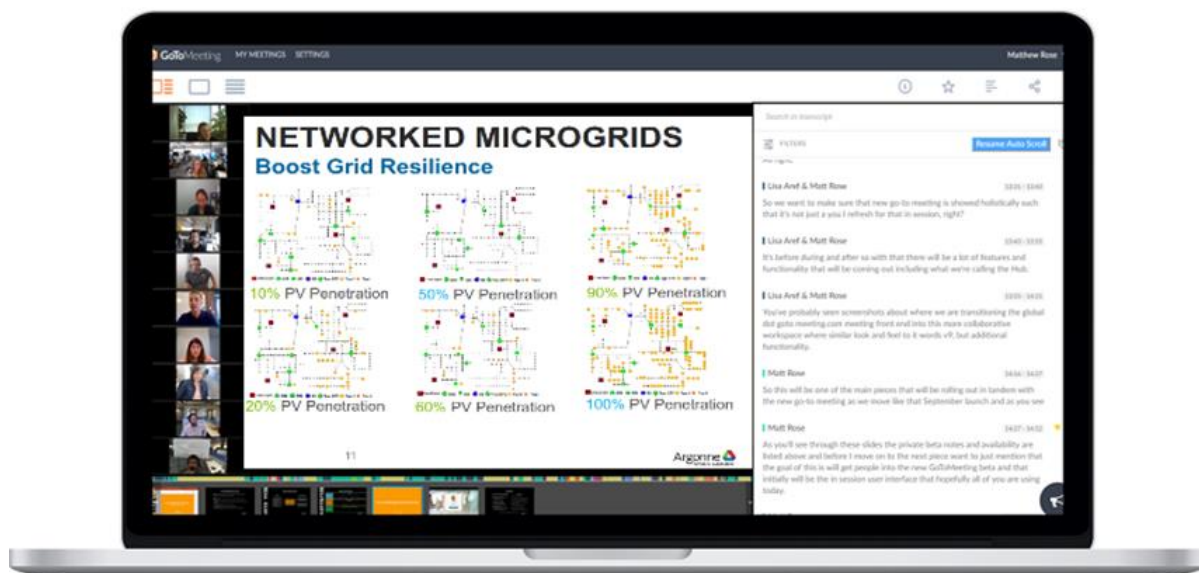 GoToMeeting MY MEETINGS SETTINGS
Matthew Rose
NETWORKED MICROGRIDS
Boost Grid Resilience
10% PV Penetration
50% PV Penetration
90% PV Penetration
20% PV Penetration
60% PV Penetration
100% PV Penetration
11
Argonne
Search in transcript
FILTERS
Resume Auto Scroll
All right.
Lisa Aref & Matt Rose
So we want to make sure that new go-to meeting is showed holistically such
that it's not just a you I refresh for that in session, right?
Lisa Aref & Matt Rose
It's before during and after so with that there will be a lot of features and
functionality that will be coming out including what we're calling the Hub.
Lisa Aref & Matt Rose
You've probably seen screenshots about where we are transitioning the global
dot goto meeting.com meeting front end into this more collaborative
workspace where similar look and feel to it words v9, but additional
functionality.
Matt Rose
So this will be one of the main pieces that will be rolling out in tandem with
the new go-to meeting as we move like that September launch and as you see
Matt Rose
As you'll see through these slides the private beta notes and availability are
listed above and before I move on to the next piece want to just mention that
the goal of this is will get people into the new GoToMeeting beta and that
initially will be the in session user interface that hopefully all of you are using
today.